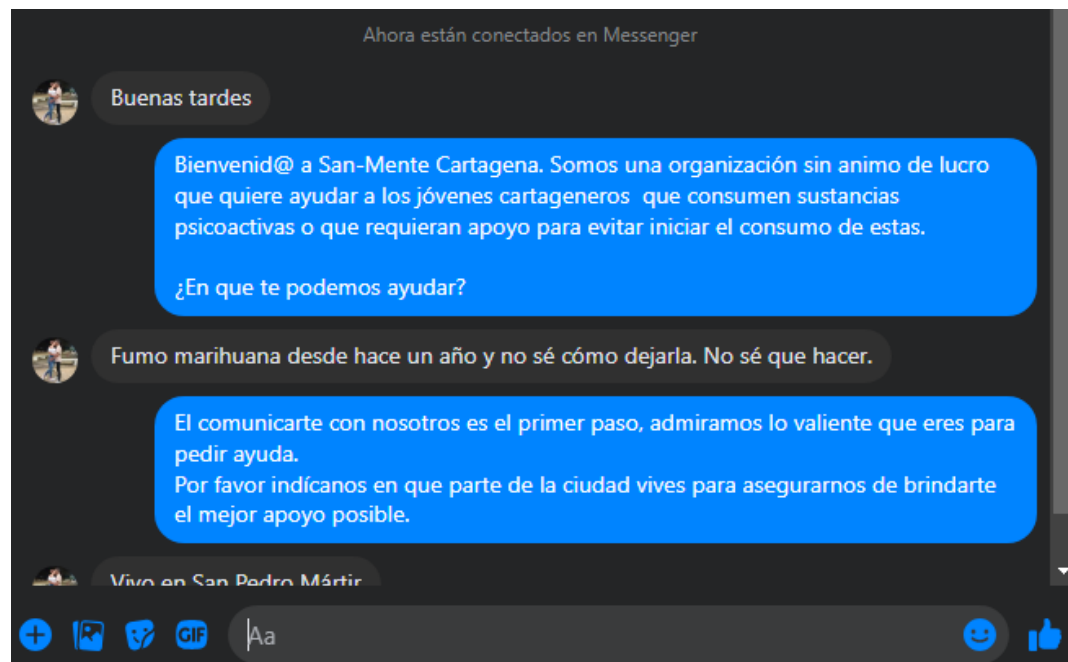 Ahora están conectados en Messenger
Buenas tardes
Bienvenid@ a San-Mente Cartagena. Somos una organización sin animo de lucro
que quiere ayudar a los jóvenes cartageneros  que consumen sustancias
psicoactivas o que requieran apoyo para evitar iniciar el consumo de estas.
¿En que te podemos ayudar?
Fumo marihuana desde hace un año y no sé cómo dejarla. No sé que hacer.
El comunicarte con nosotros es el primer paso, admiramos lo valiente que eres para
pedir ayuda.
Por favor indícanos en que parte de la ciudad vives para asegurarnos de brindarte
el mejor apoyo posible.
Vivo en San Pedro Mártir
GIF
Aa